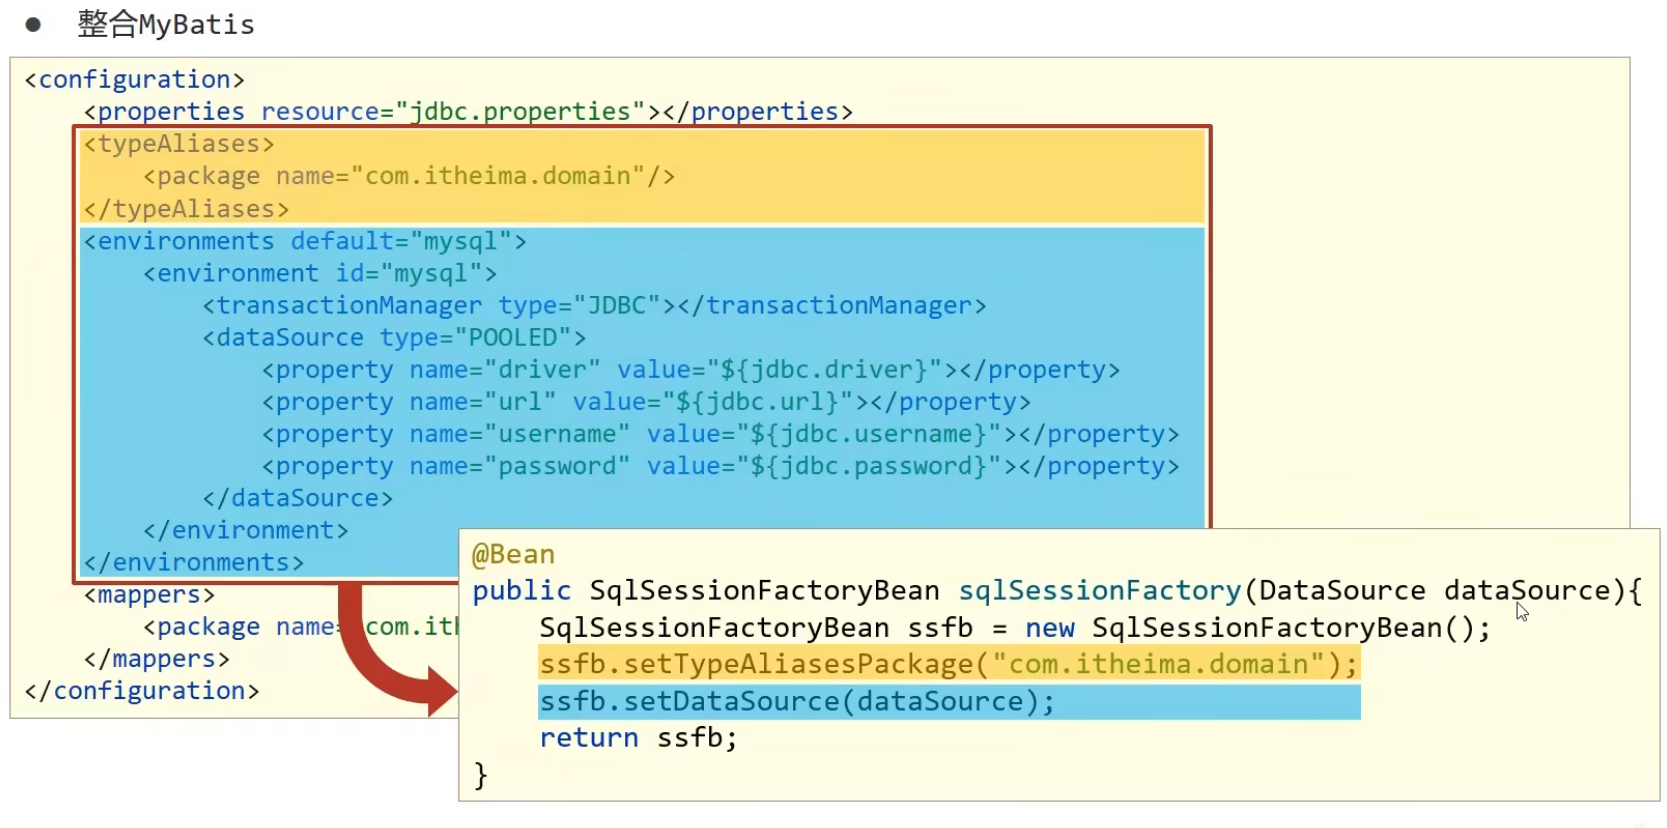 ● 整合MyBatis
<configuration>
<properties resource="jdbc.properties"></properties>
<typeAliases>
<package name="com.itheima.domain"/>
</typeAliases>
<environments default="mysql">
<environment id="mysql">
<transactionManager type="JDBC"></transactionManager>
<dataSource type="POOLED">
<property name="driver" value="${jdbc.driver}"></property>
<property name="url" value="${jdbc.url}"></property>
<property name="username" value="${jdbc.username}"></property>
<property name="password" value="${jdbc.password}"></property>
</dataSource>
</environment>
</environments>
<mappers>
<package name= com.ith
</mappers>
</configuration>
@Bean
public SqlSessionFactoryBean sqlSessionFactory(DataSource dataSource){
SqlSessionFactoryBean ssfb = new SqlSessionFactoryBean();
ssfb.setTypeAliasesPackage("com.itheima.domain");
ssfb.setDataSource(dataSource);
return ssfb;
}